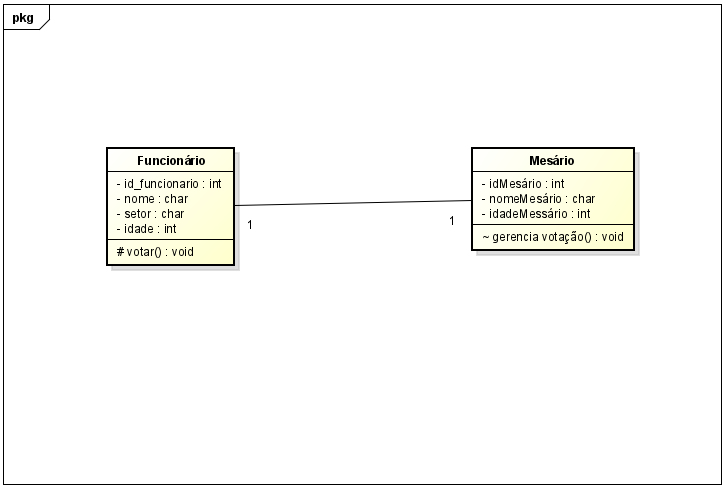 pkg
Funcionário
- id_funcionario : int
- nome : char
- setor : char
- idade : int
# votar() : void
1
1
Mesário
- idMesário : int
- nomeMesário : char
- idadeMessário : int
~ gerencia votação() : void